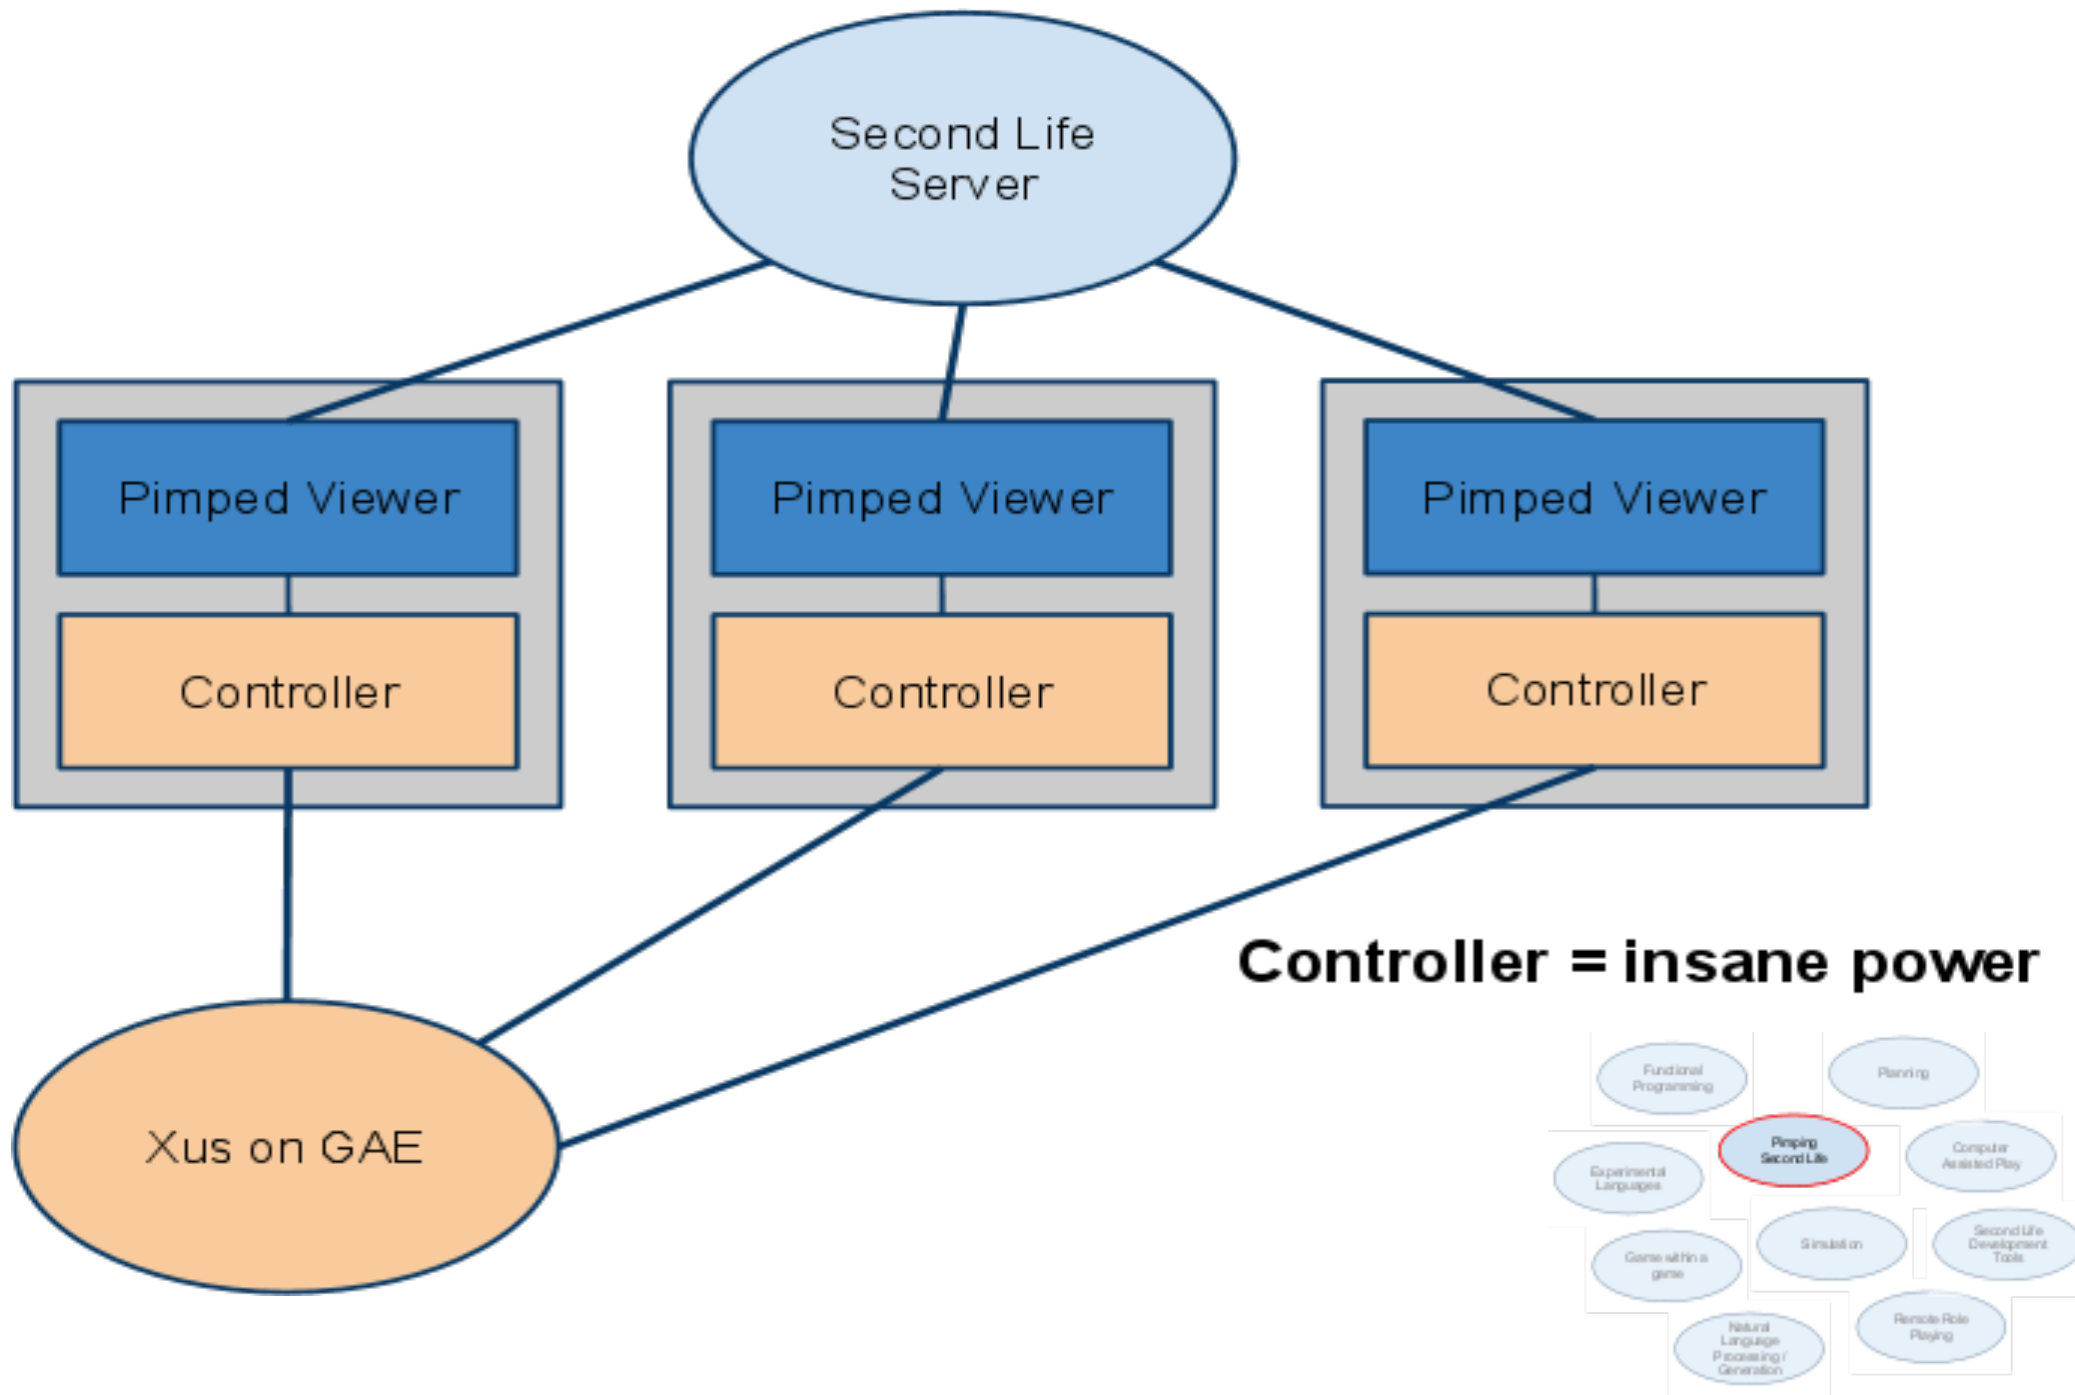 Second Life
Server
Pimped Viewer
Pimped Viewer
Pimped Viewer
Controller
Controller
Controller
Controller = insane power
Xus on GAE
Functional
Programming
Planning
Pimping
Second Life
Computer
Assisted Play
Experimental
Languages
Simulation
Second Life
Development
Tools
Game within a
game
Remote Role
Playing
Natural
Language
Processing /
Generation